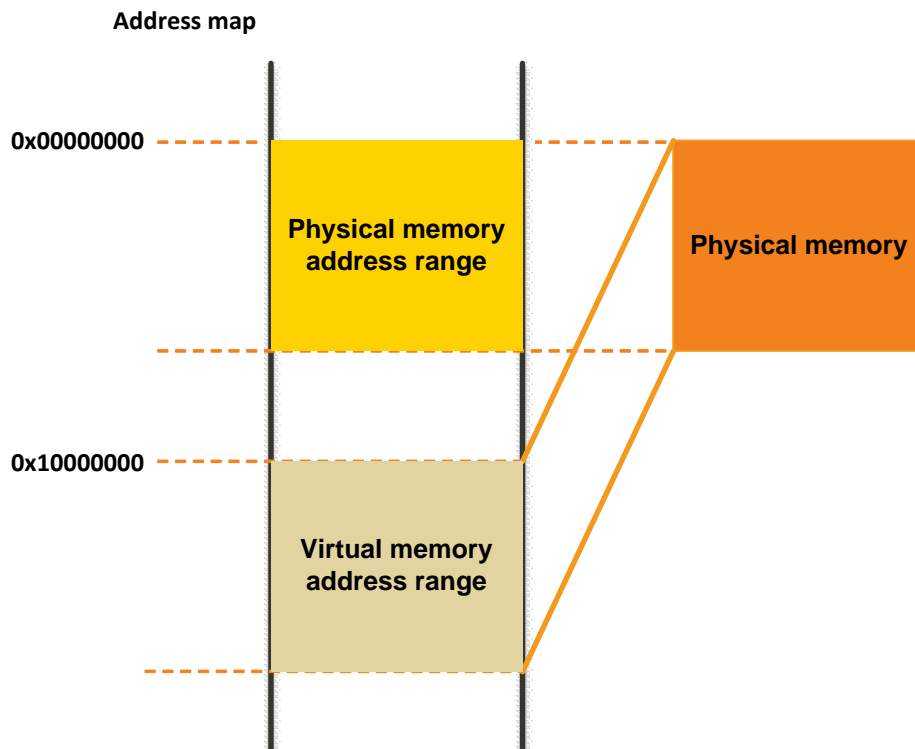 Address map
0x00000000
Physical memory
address range
Physical memory
0x10000000
Virtual memory
address range